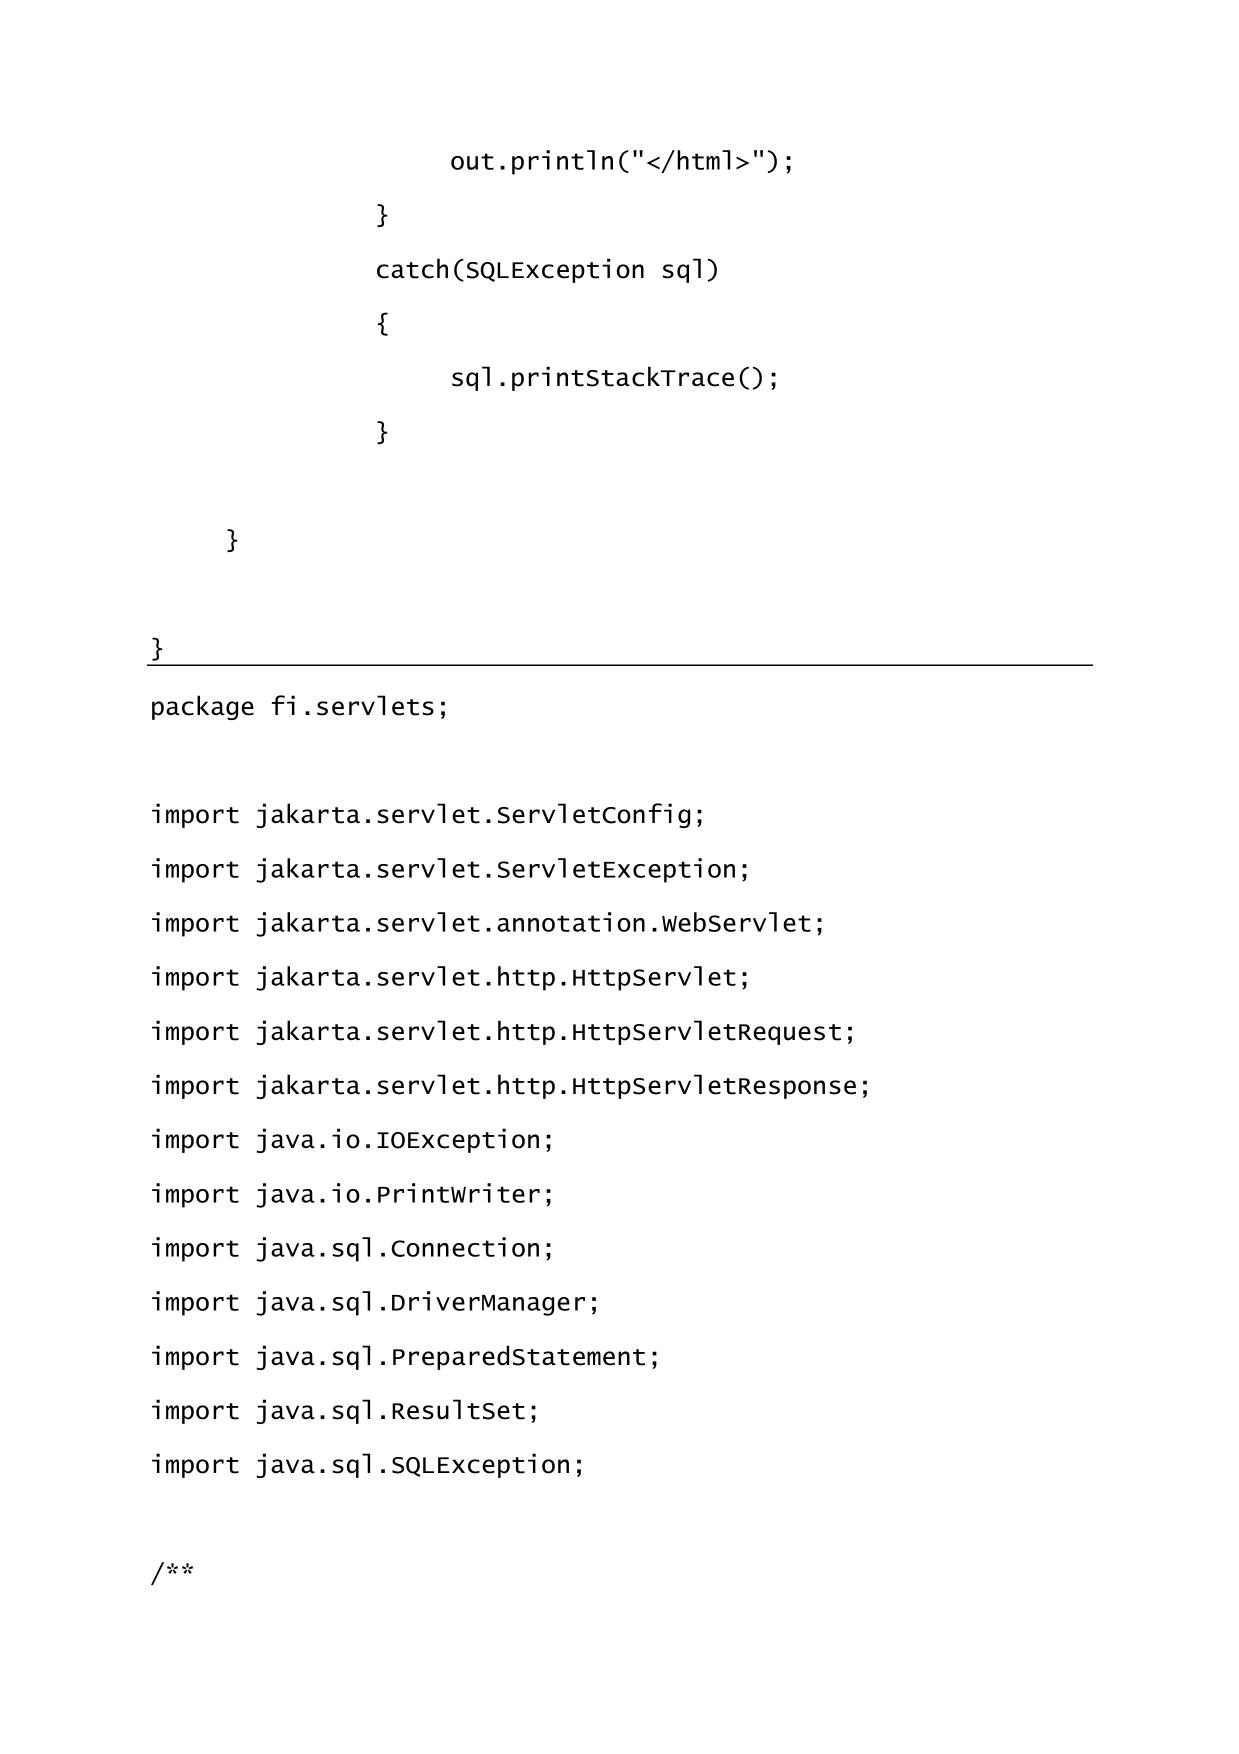 out.println("</html>");
}
catch(SQLException sql)
{
sql.printStackTrace();
}
}
}
package fi.servlets;
import jakarta.servlet.ServletConfig;
import jakarta.servlet.ServletException;
import jakarta.servlet.annotation.WebServlet;
import jakarta.servlet.http.HttpServlet;
import jakarta.servlet.http.HttpServletRequest;
import jakarta.servlet.http.HttpServletResponse;
import java.io.IOException;
import java.io.PrintWriter;
import java.sql.Connection;
import java.sql.DriverManager;
import java.sql.PreparedStatement;
import java.sql.ResultSet;
import java.sql.SQLException;
/**